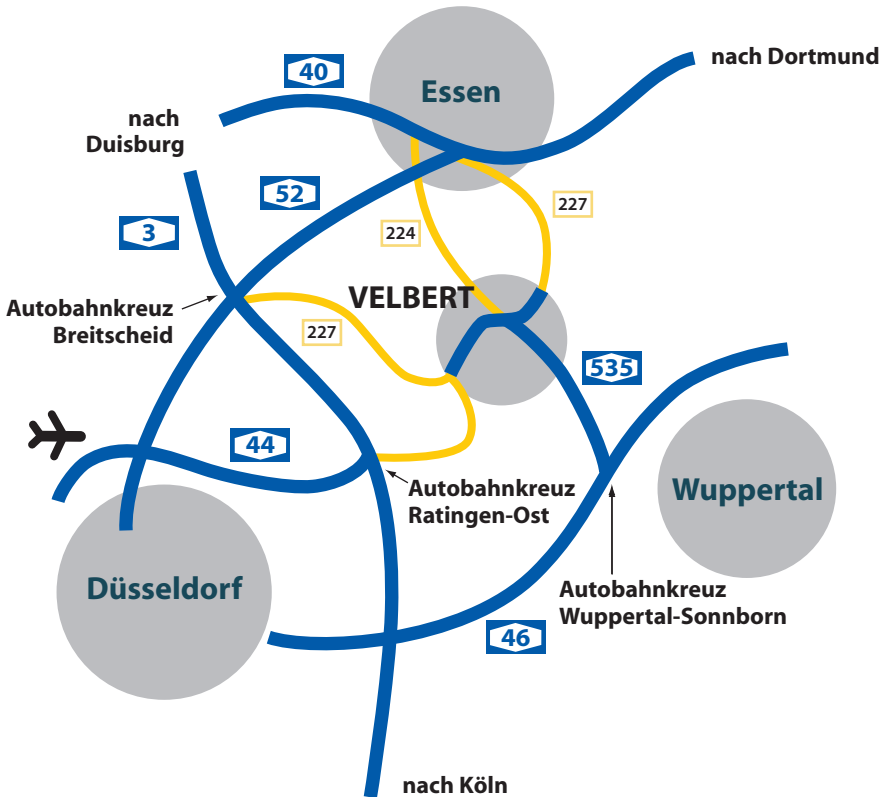 nach Dortmund
40
Essen
nach
Duisburg
52
227
3
224
VELBERT
Autobahnkreuz
Breitscheid
227
535
44
Autobahnkreuz
Ratingen-Ost
Wuppertal
Düsseldorf
Autobahnkreuz
Wuppertal-Sonnborn
46
nach Köln